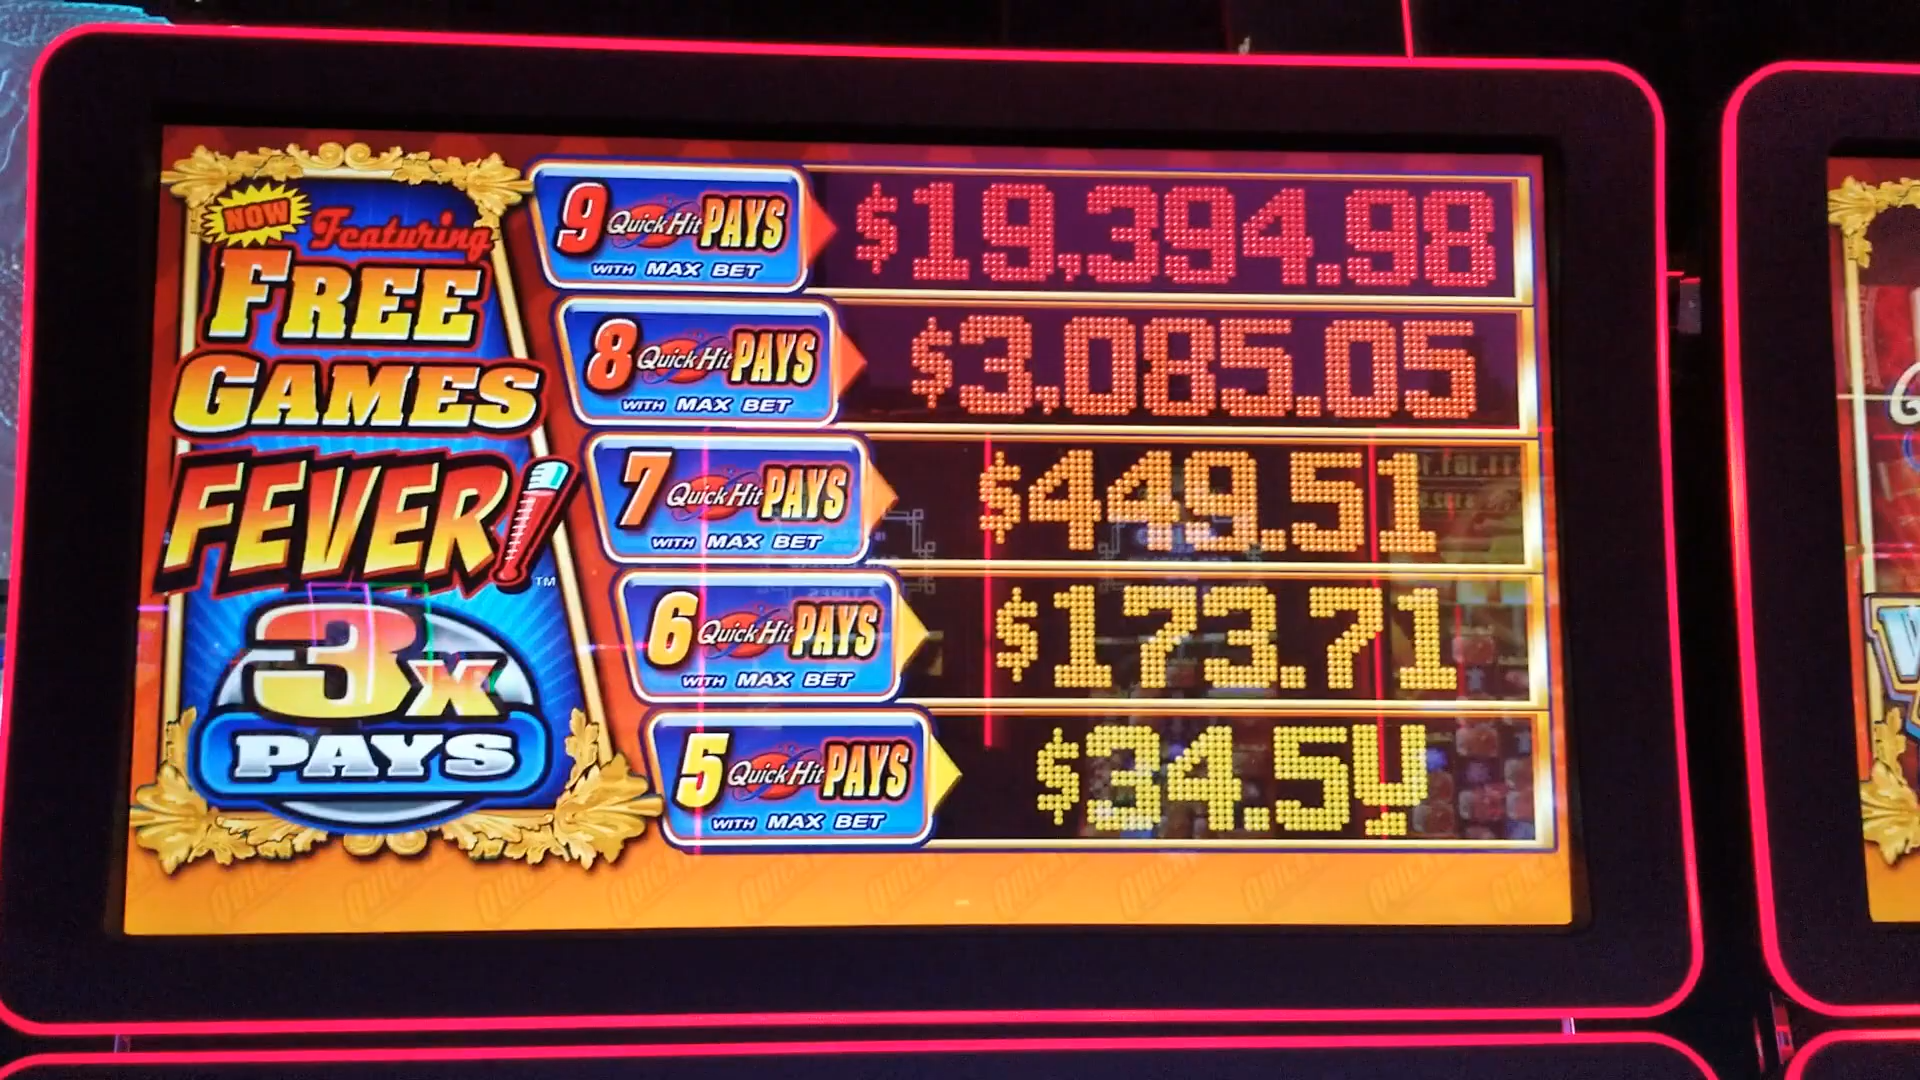 NOW Featuring
FREE
GAMES
FEVER!
TM
3x
PAYS
9 Quick Hit PAYS
WITH MAX BET
$19,394.98
8 Quick Hit PAYS
WITH MAX BET
$3,085.05
7 Quick Hit PAYS
WITH MAX BET
$449.51
6 Quick Hit PAYS
WITH MAX BET
$173.71
5 Quick Hit PAYS
WITH MAX BET